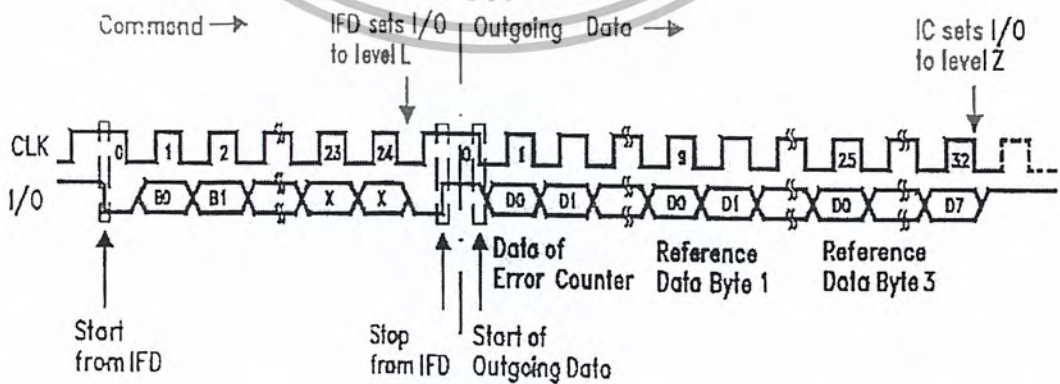 Command → IFD sets I/O Outgoing Data → IC sets I/O
to level L to level Z
CLK 0 1 2 23 24 0 1 9 25 32
I/O B0 B1 X X D0 D1 D0 D1 D0 D7
Data of Reference Reference
Error Counter Data Byte 1 Data Byte 3
Start Stop Start of
from IFD from IFD Outgoing Data